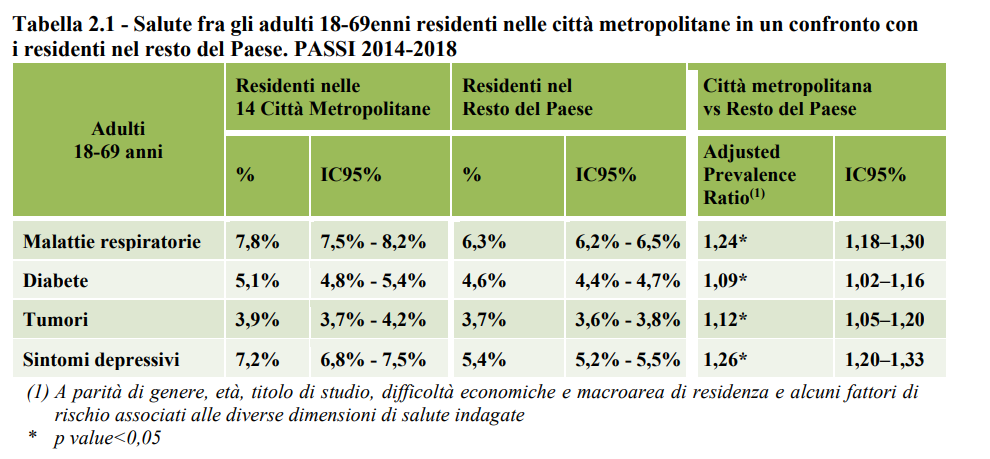 Tabella 2.1 - Salute fra gli adulti 18-69enni residenti nelle città metropolitane in un confronto con
i residenti nel resto del Paese. PASSI 2014-2018
Adulti
18-69 anni
Residenti nelle
14 Città Metropolitane
Residenti nel
Resto del Paese
Città metropolitana
vs Resto del Paese
% IC95% % IC95% Adjusted
Prevalence
Ratio(1) IC95%
Malattie respiratorie 7,8% 7,5% - 8,2% 6,3% 6,2% - 6,5% 1,24* 1,18–1,30
Diabete 5,1% 4,8% - 5,4% 4,6% 4,4% - 4,7% 1,09* 1,02–1,16
Tumori 3,9% 3,7% - 4,2% 3,7% 3,6% - 3,8% 1,12* 1,05–1,20
Sintomi depressivi 7,2% 6,8% - 7,5% 5,4% 5,2% - 5,5% 1,26* 1,20–1,33
(1) A parità di genere, età, titolo di studio, difficoltà economiche e macroarea di residenza e alcuni fattori di
rischio associati alle diverse dimensioni di salute indagate
* p value<0,05